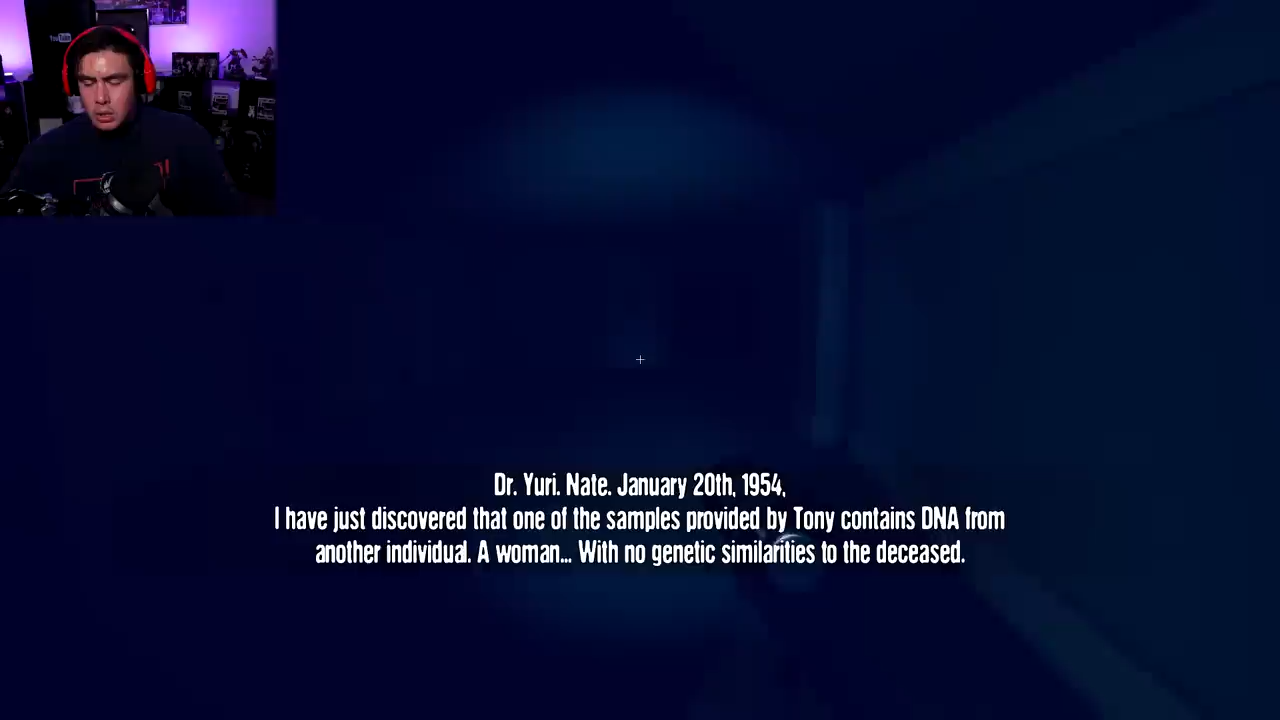 YouTube
Dr. Yuri. Nate. January 20th, 1954,
I have just discovered that one of the samples provided by Tony contains DNA from
another individual. A woman... With no genetic similarities to the deceased.